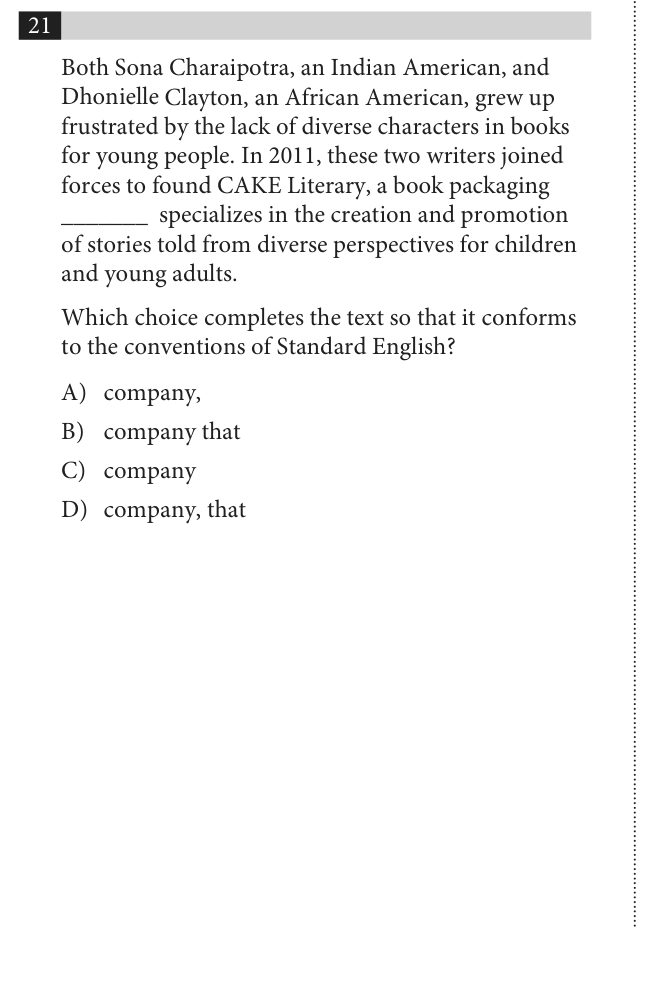 21
Both Sona Charaipotra, an Indian American, and
Dhonielle Clayton, an African American, grew up
frustrated by the lack of diverse characters in books
for young people. In 2011, these two writers joined
forces to found CAKE Literary, a book packaging
_______ specializes in the creation and promotion
of stories told from diverse perspectives for children
and young adults.
Which choice completes the text so that it conforms
to the conventions of Standard English?
A) company,
B) company that
C) company
D) company, that